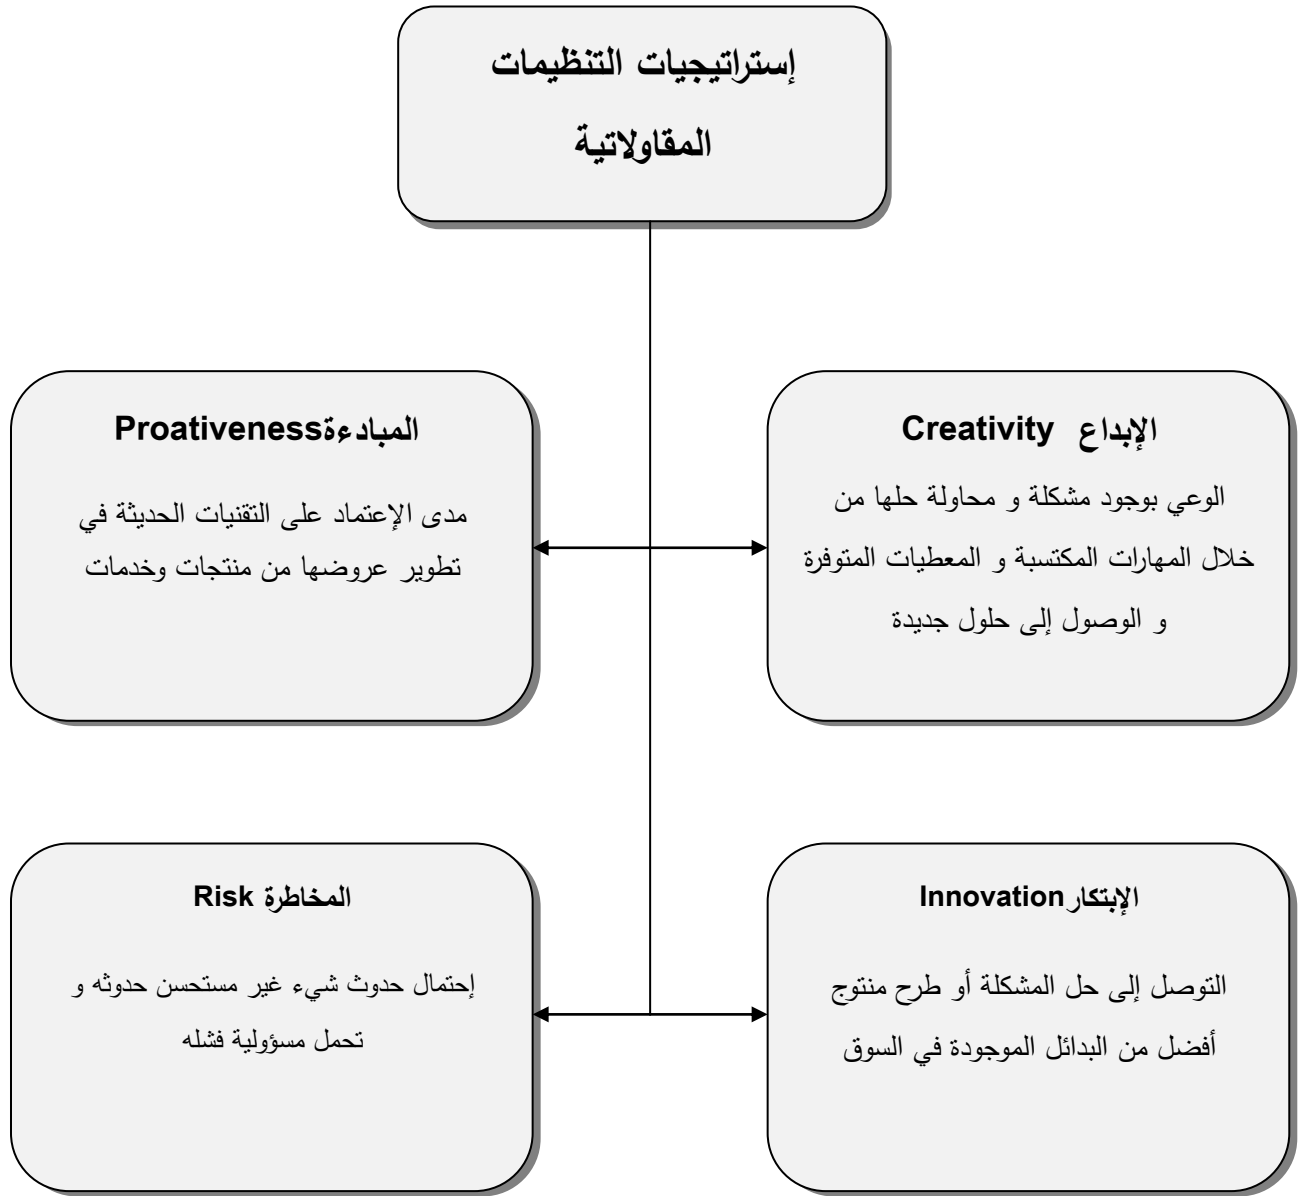 إستراتيجيات التنظيمات
المقاولاتية
الإبداع Creativity
الوعي بوجود مشكلة و محاولة حلها من
خلال المهارات المكتسبة و المعطيات المتوفرة
و الوصول إلى حلول جديدة
المبادءةProativeness
مدى الإعتماد على التقنيات الحديثة في
تطوير عروضها من منتجات وخدمات
الإبتكارInnovation
التوصل إلى حل المشكلة أو طرح منتوج
أفضل من البدائل الموجودة في السوق
المخاطرة Risk
إحتمال حدوث شيء غير مستحسن حدوثه و
تحمل مسؤولية فشله